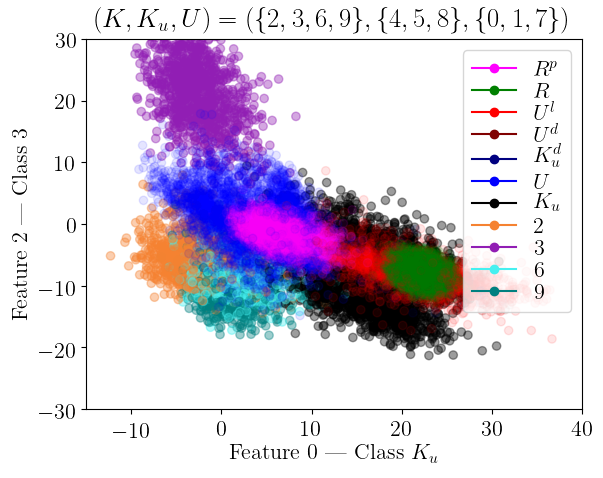 (K, K_u, U) = ({2, 3, 6, 9}, {4, 5, 8}, {0, 1, 7})
Feature 2 — Class 3
30
20
10
0
−10
−20
−30
−10
0
10
20
30
40
Feature 0 — Class K_u
R^p
R
U^l
U^d
K_u^d
U
K_u
2
3
6
9